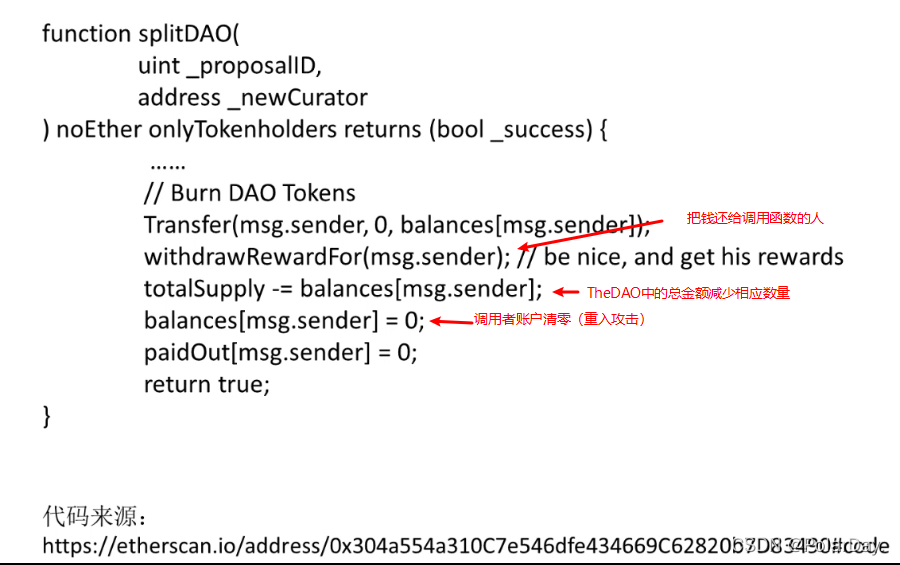 function splitDAO(
uint _proposalID,
address _newCurator
) noEther onlyTokenholders returns (bool _success) {
……
// Burn DAO Tokens
Transfer(msg.sender, 0, balances[msg.sender]);
把钱还给调用函数的人
withdrawRewardFor(msg.sender); // be nice, and get his rewards
totalSupply -= balances[msg.sender];
TheDAO中的总金额减少相应数量
balances[msg.sender] = 0;
调用者账户清零（重入攻击）
paidOut[msg.sender] = 0;
return true;
}
代码来源：
https://etherscan.io/address/0x304a554a310C7e546dfe434669C62820b7D83490#code